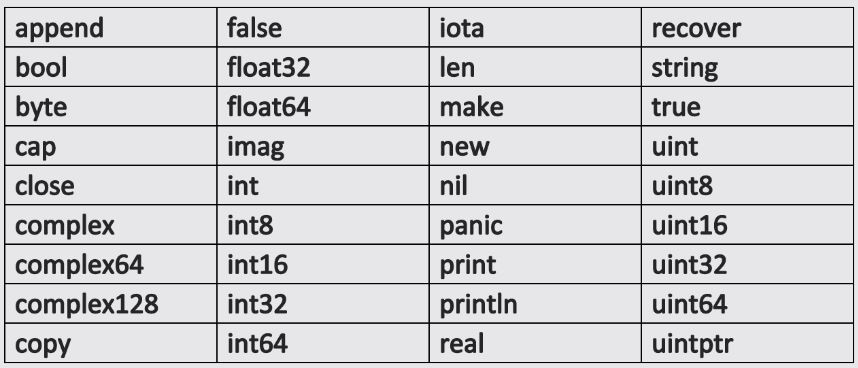 append false iota recover
bool float32 len string
byte float64 make true
cap imag new uint
close int nil uint8
complex int8 panic uint16
complex64 int16 print uint32
complex128 int32 println uint64
copy int64 real uintptr